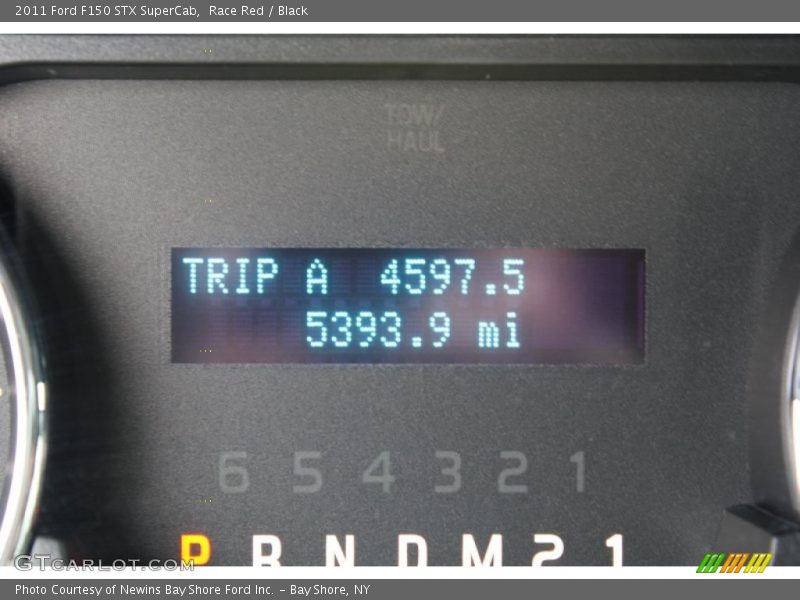 2011 Ford F150 STX SuperCab, Race Red / Black
TOW/
HAUL
TRIP A 4597.5
5393.9 mi
6 5 4 3 2 1
P R N D M 2 1
GTCARLOT.COM
Photo Courtesy of Newins Bay Shore Ford Inc. - Bay Shore, NY